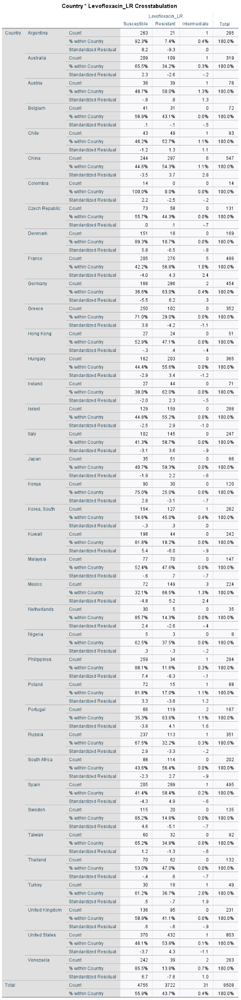 Country * Levofloxacin_LR Crosstabulation
Levofloxacin_LR
Susceptible Resistant Intermediate Total
Country Argentina Count 263 21 1 285
% within Country 92.3% 7.4% 0.4% 100.0%
Standardized Residual 8.2 -9.3 .0
Australia Count 209 109 1 319
% within Country 65.5% 34.2% 0.3% 100.0%
Standardized Residual 2.3 -2.6 -.2
Austria Count 38 39 1 78
% within Country 48.7% 50.0% 1.3% 100.0%
Standardized Residual -.8 .8 1.3
Belgium Count 41 31 0 72
% within Country 56.9% 43.1% 0.0% 100.0%
Standardized Residual .1 -.1 -.5
Chile Count 43 49 1 93
% within Country 46.2% 52.7% 1.1% 100.0%
Standardized Residual -1.2 1.3 1.1
China Count 244 297 6 547
% within Country 44.6% 54.3% 1.1% 100.0%
Standardized Residual -3.5 3.7 2.8
Colombia Count 14 0 0 14
% within Country 100.0% 0.0% 0.0% 100.0%
Standardized Residual 2.2 -2.5 -.2
Czech Republic Count 73 58 0 131
% within Country 55.7% 44.3% 0.0% 100.0%
Standardized Residual .0 .1 -.7
Denmark Count 151 18 0 169
% within Country 89.3% 10.7% 0.0% 100.0%
Standardized Residual 5.8 -6.5 -.8
France Count 205 276 5 486
% within Country 42.2% 56.8% 1.0% 100.0%
Standardized Residual -4.0 4.3 2.4
Germany Count 166 286 2 454
% within Country 36.6% 63.0% 0.4% 100.0%
Standardized Residual -5.5 6.2 .3
Greece Count 250 102 0 352
% within Country 71.0% 29.0% 0.0% 100.0%
Standardized Residual 3.8 -4.2 -1.1
Hong Kong Count 27 24 0 51
% within Country 52.9% 47.1% 0.0% 100.0%
Standardized Residual -.3 .4 -.4
Hungary Count 162 203 0 365
% within Country 44.4% 55.6% 0.0% 100.0%
Standardized Residual -2.9 3.4 -1.2
Ireland Count 27 44 0 71
% within Country 38.0% 62.0% 0.0% 100.0%
Standardized Residual -2.0 2.3 -.5
Israel Count 129 159 0 288
% within Country 44.8% 55.2% 0.0% 100.0%
Standardized Residual -2.5 2.9 -1.0
Italy Count 102 145 0 247
% within Country 41.3% 58.7% 0.0% 100.0%
Standardized Residual -3.1 3.6 -.9
Japan Count 35 51 0 86
% within Country 40.7% 59.3% 0.0% 100.0%
Standardized Residual -1.9 2.2 -.6
Kenya Count 90 30 0 120
% within Country 75.0% 25.0% 0.0% 100.0%
Standardized Residual 2.8 -3.1 -.7
Korea, South Count 154 127 1 282
% within Country 54.6% 45.0% 0.4% 100.0%
Standardized Residual -.3 .3 .0
Kuwait Count 198 44 0 242
% within Country 81.8% 18.2% 0.0% 100.0%
Standardized Residual 5.4 -6.0 -.9
Malaysia Count 77 70 0 147
% within Country 52.4% 47.6% 0.0% 100.0%
Standardized Residual -.6 .7 -.7
Mexico Count 72 149 3 224
% within Country 32.1% 66.5% 1.3% 100.0%
Standardized Residual -4.8 5.2 2.4
Netherlands Count 30 5 0 35
% within Country 85.7% 14.3% 0.0% 100.0%
Standardized Residual 2.4 -2.6 -.4
Nigeria Count 5 3 0 8
% within Country 62.5% 37.5% 0.0% 100.0%
Standardized Residual .3 -.3 -.2
Philippines Count 259 34 1 294
% within Country 88.1% 11.6% 0.3% 100.0%
Standardized Residual 7.4 -8.3 -.1
Poland Count 72 15 1 88
% within Country 81.8% 17.0% 1.1% 100.0%
Standardized Residual 3.3 -3.8 1.2
Portugal Count 66 119 2 187
% within Country 35.3% 63.6% 1.1% 100.0%
Standardized Residual -3.8 4.1 1.6
Russia Count 237 113 1 351
% within Country 67.5% 32.2% 0.3% 100.0%
Standardized Residual 2.9 -3.3 -.2
South Africa Count 88 114 0 202
% within Country 43.6% 56.4% 0.0% 100.0%
Standardized Residual -2.3 2.7 -.9
Spain Count 205 289 1 495
% within Country 41.4% 58.4% 0.2% 100.0%
Standardized Residual -4.3 4.9 -.6
Sweden Count 115 20 0 135
% within Country 85.2% 14.8% 0.0% 100.0%
Standardized Residual 4.6 -5.1 -.7
Taiwan Count 60 32 0 92
% within Country 65.2% 34.8% 0.0% 100.0%
Standardized Residual 1.2 -1.3 -.6
Thailand Count 70 62 0 132
% within Country 53.0% 47.0% 0.0% 100.0%
Standardized Residual -.4 .6 -.7
Turkey Count 30 18 1 49
% within Country 61.2% 36.7% 2.0% 100.0%
Standardized Residual .5 -.7 1.9
United Kingdom Count 136 95 0 231
% within Country 58.9% 41.1% 0.0% 100.0%
Standardized Residual .6 -.6 -.9
United States Count 370 432 1 803
% within Country 46.1% 53.8% 0.1% 100.0%
Standardized Residual -3.7 4.3 -1.1
Venezuela Count 242 39 2 283
% within Country 85.5% 13.8% 0.7% 100.0%
Standardized Residual 6.7 -7.6 1.0
Total Count 4755 3722 31 8508
% within Country 55.9% 43.7% 0.4% 100.0%